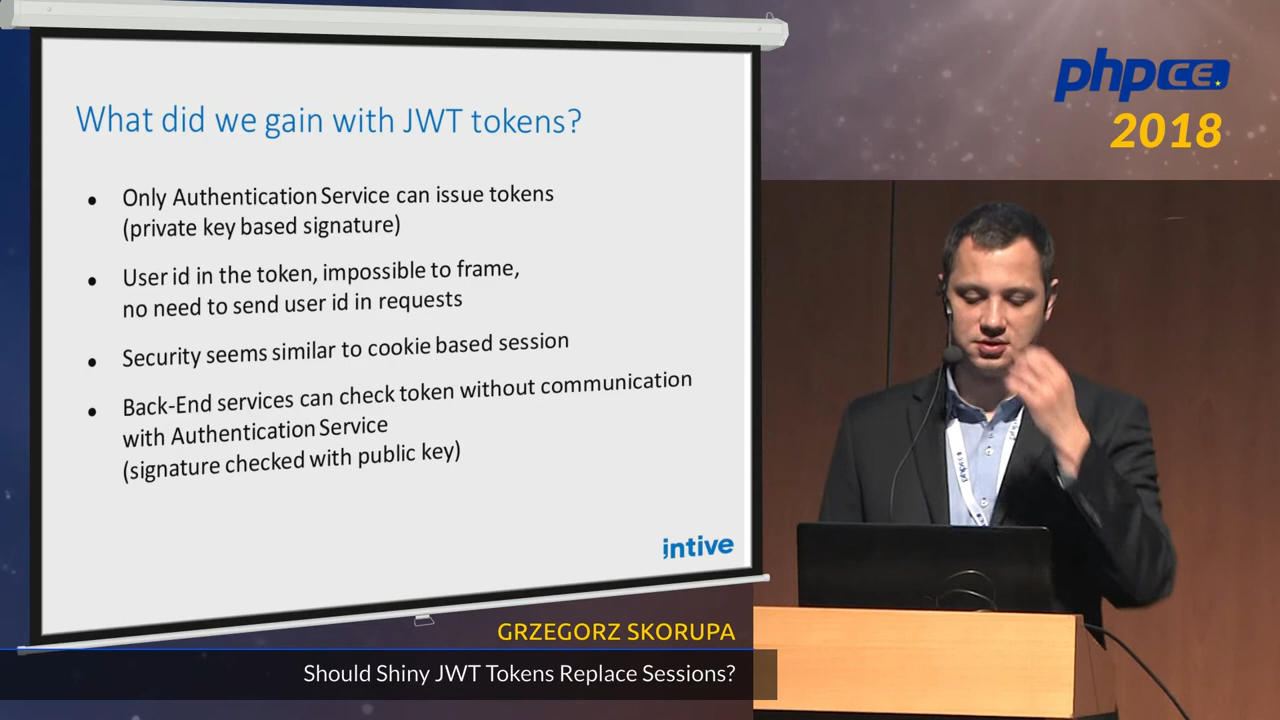 What did we gain with JWT tokens?
• Only Authentication Service can issue tokens
(private key based signature)
• User id in the token, impossible to frame,
no need to send user id in requests
• Security seems similar to cookie based session
• Back-End services can check token without communication
with Authentication Service
(signature checked with public key)
intive
phpCE
2018
phpce
GRZEGORZ SKORUPA
Should Shiny JWT Tokens Replace Sessions?